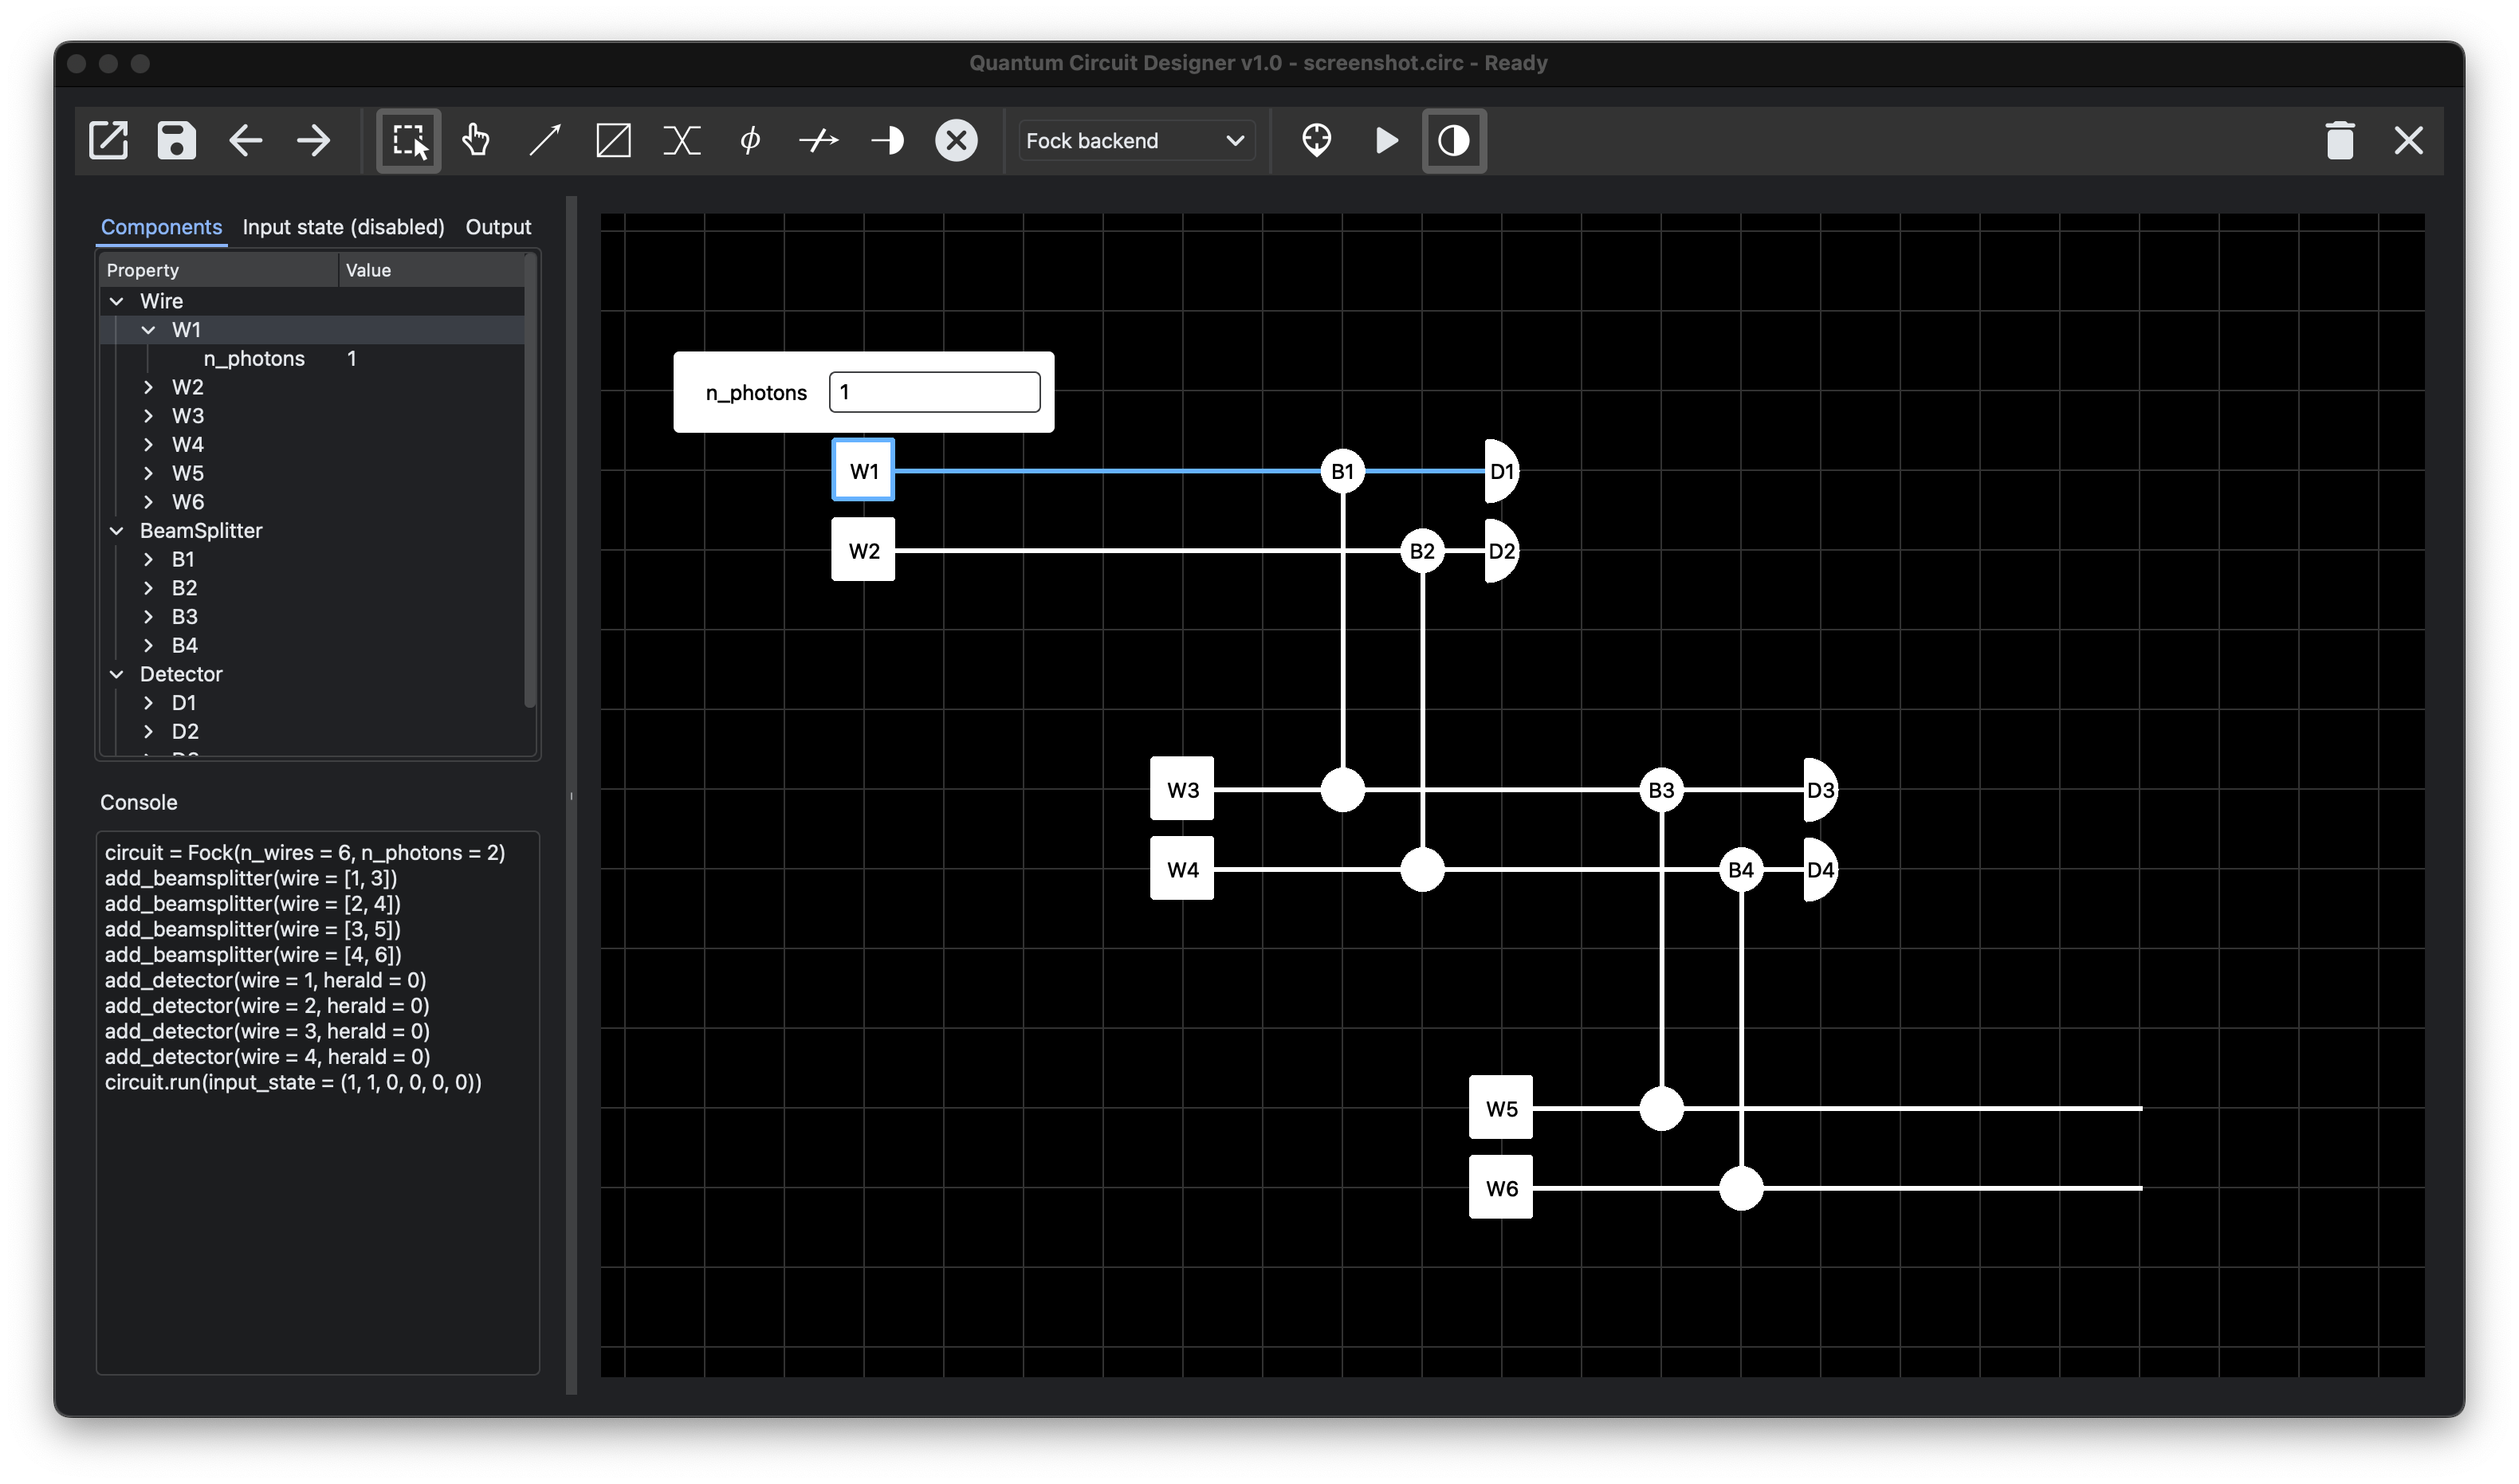 Quantum Circuit Designer v1.0 - screenshot.circ - Ready
ϕ
Fock backend
Components Input state (disabled) Output
Property Value
Wire
W1
n_photons 1
W2
W3
W4
W5
W6
BeamSplitter
B1
B2
B3
B4
Detector
D1
D2
Console
circuit = Fock(n_wires = 6, n_photons = 2)
add_beamsplitter(wire = [1, 3])
add_beamsplitter(wire = [2, 4])
add_beamsplitter(wire = [3, 5])
add_beamsplitter(wire = [4, 6])
add_detector(wire = 1, herald = 0)
add_detector(wire = 2, herald = 0)
add_detector(wire = 3, herald = 0)
add_detector(wire = 4, herald = 0)
circuit.run(input_state = (1, 1, 0, 0, 0, 0))
n_photons 1
W1 B1 D1
W2 B2 D2
W3 B3 D3
W4 B4 D4
W5
W6